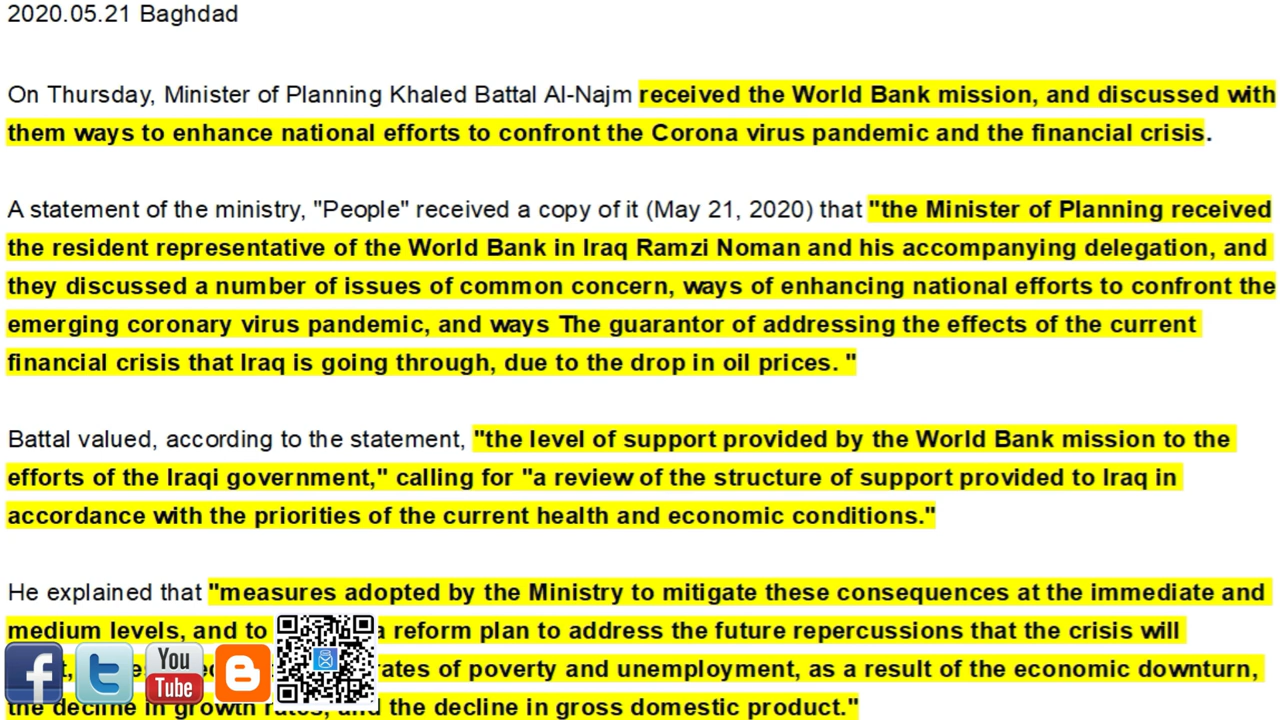 2020.05.21 Baghdad
On Thursday, Minister of Planning Khaled Battal Al-Najm received the World Bank mission, and discussed with
them ways to enhance national efforts to confront the Corona virus pandemic and the financial crisis.
A statement of the ministry, "People" received a copy of it (May 21, 2020) that "the Minister of Planning received
the resident representative of the World Bank in Iraq Ramzi Noman and his accompanying delegation, and
they discussed a number of issues of common concern, ways of enhancing national efforts to confront the
emerging coronary virus pandemic, and ways The guarantor of addressing the effects of the current
financial crisis that Iraq is going through, due to the drop in oil prices. "
Battal valued, according to the statement, "the level of support provided by the World Bank mission to the
efforts of the Iraqi government," calling for "a review of the structure of support provided to Iraq in
accordance with the priorities of the current health and economic conditions."
He explained that "measures adopted by the Ministry to mitigate these consequences at the immediate and
medium levels, and to a reform plan to address the future repercussions that the crisis will
rates of poverty and unemployment, as a result of the economic downturn,
the decline in growth rates, and the decline in gross domestic product."
You
Tube